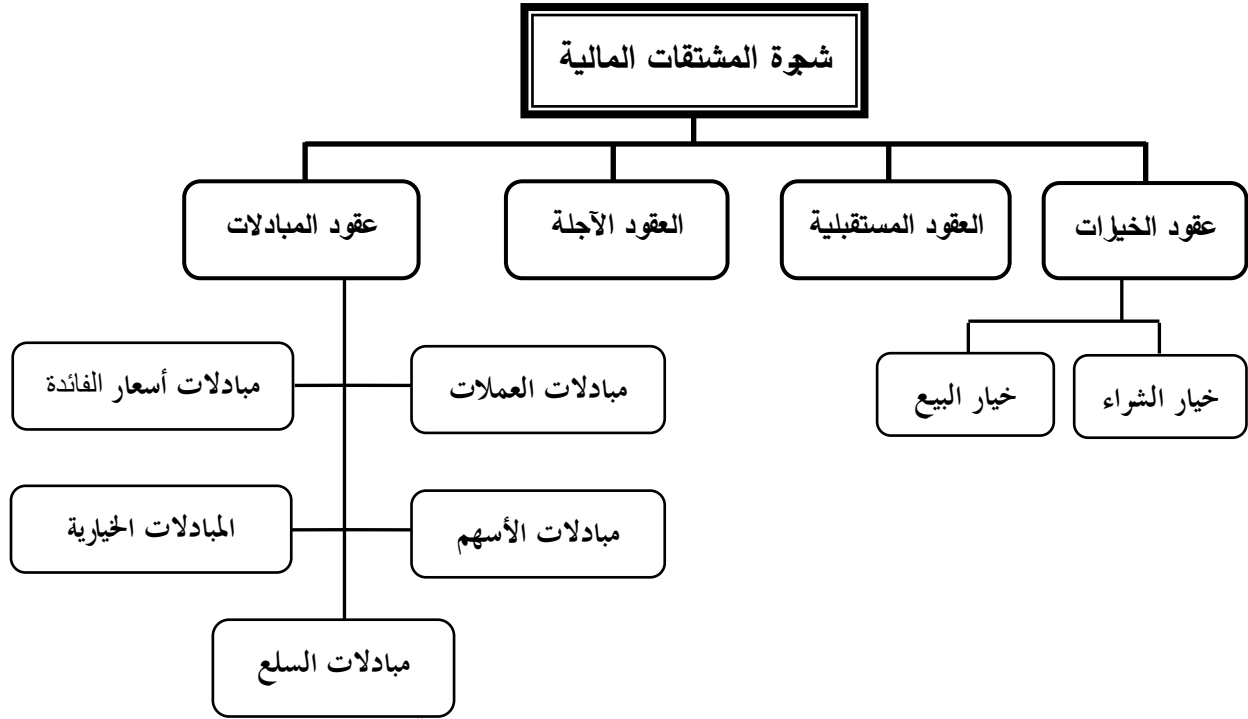 شجرة المشتقات المالية
عقود الخيارات
العقود المستقبلية
العقود الآجلة
عقود المبادلات
خيار الشراء
خيار البيع
مبادلات العملات
مبادلات أسعار الفائدة
مبادلات الأسهم
المبادلات الخيارية
مبادلات السلع